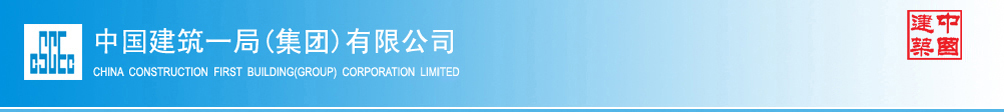 CSCEC
中国建筑一局(集团)有限公司
CHINA CONSTRUCTION FIRST BUILDING(GROUP) CORPORATION LIMITED
中國
建築